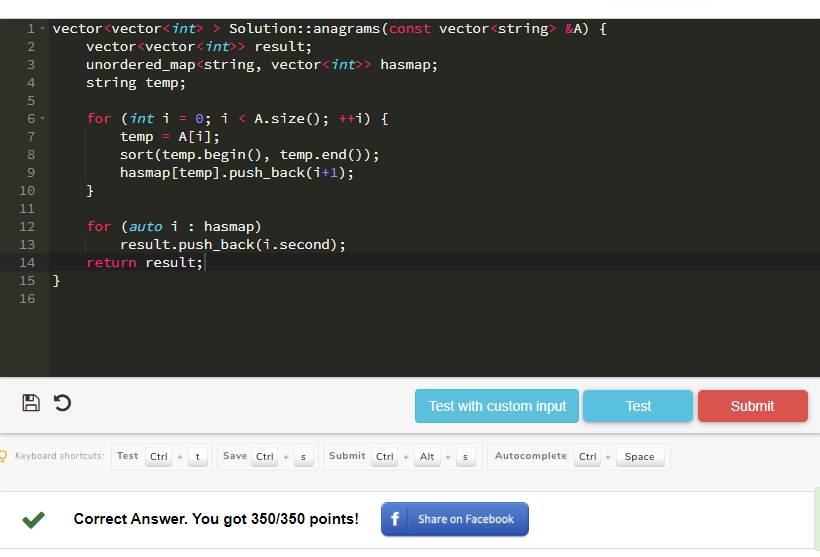 1 vector<vector<int> > Solution::anagrams(const vector<string> &A) {
2     vector<vector<int>> result;
3     unordered_map<string, vector<int>> hasmap;
4     string temp;
5
6     for (int i = 0; i < A.size(); ++i) {
7         temp = A[i];
8         sort(temp.begin(), temp.end());
9         hasmap[temp].push_back(i+1);
10     }
11
12     for (auto i : hasmap)
13         result.push_back(i.second);
14     return result;
15 }
16
Test with custom input Test Submit
Keyboard shortcuts: Test Ctrl + t Save Ctrl + s Submit Ctrl + Alt + s Autocomplete Ctrl + Space
Correct Answer. You got 350/350 points! f Share on Facebook